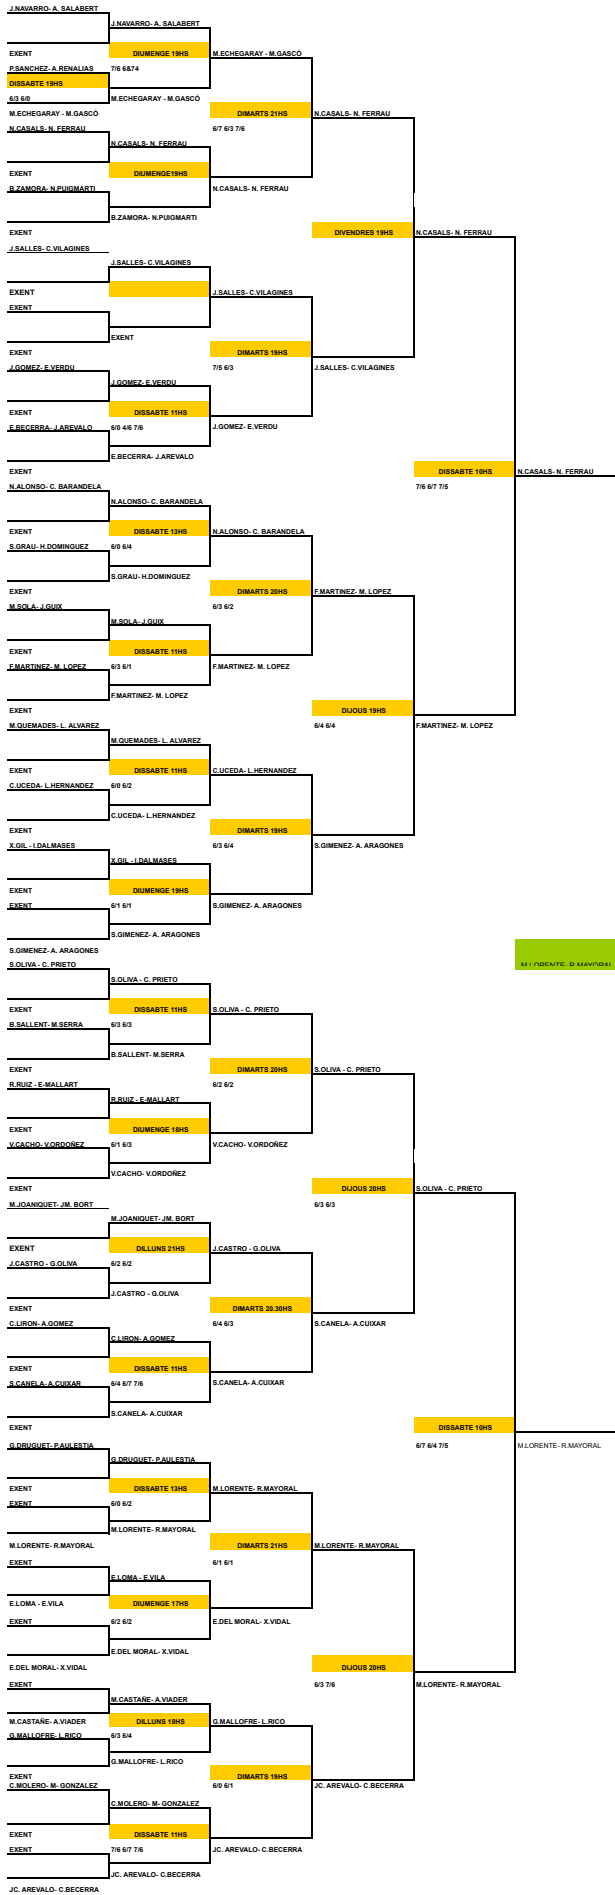 J.NAVARRO- A. SALABERT
J.NAVARRO- A. SALABERT
EXENT
DIUMENGE 19HS
M.ECHEGARAY - M.GASCÓ
P.SANCHEZ- A.RENALIAS
7/6 6&74
DISSABTE 19HS
6/3 6/0
M.ECHEGARAY - M.GASCÓ
M.ECHEGARAY - M.GASCÓ
DIMARTS 21HS
N.CASALS- N. FERRAU
N.CASALS- N. FERRAU
6/7 6/3 7/6
N.CASALS- N. FERRAU
EXENT
DIUMENGE19HS
B.ZAMORA- N.PUIGMARTI
N.CASALS- N. FERRAU
B.ZAMORA- N.PUIGMARTI
EXENT
DIVENDRES 19HS
N.CASALS- N. FERRAU
J.SALLES- C.VILAGINES
J.SALLES- C.VILAGINES
EXENT
J.SALLES- C.VILAGINES
EXENT
EXENT
EXENT
DIMARTS 19HS
J.GOMEZ- E.VERDU
7/5 6/3
J.SALLES- C.VILAGINES
J.GOMEZ- E.VERDU
EXENT
DISSABTE 11HS
E.BECERRA- J.AREVALO
6/0 4/6 7/6
J.GOMEZ- E.VERDU
E.BECERRA- J.AREVALO
EXENT
DISSABTE 10HS
N.CASALS- N. FERRAU
N.ALONSO- C. BARANDELA
7/6 6/7 7/5
N.ALONSO- C. BARANDELA
EXENT
DISSABTE 13HS
N.ALONSO- C. BARANDELA
S.GRAU- H.DOMINGUEZ
6/0 6/4
S.GRAU- H.DOMINGUEZ
EXENT
DIMARTS 20HS
F.MARTINEZ- M. LOPEZ
M.SOLA- J.GUIX
6/3 6/2
M.SOLA- J.GUIX
EXENT
DISSABTE 11HS
F.MARTINEZ- M. LOPEZ
6/3 6/1
F.MARTINEZ- M. LOPEZ
F.MARTINEZ- M. LOPEZ
EXENT
DIJOUS 19HS
M.QUEMADES- L. ALVAREZ
6/4 6/4
F.MARTINEZ- M. LOPEZ
M.QUEMADES- L. ALVAREZ
EXENT
DISSABTE 11HS
C.UCEDA- L.HERNANDEZ
C.UCEDA- L.HERNANDEZ
6/0 6/2
C.UCEDA- L.HERNANDEZ
EXENT
DIMARTS 19HS
X.GIL - I.DALMASES
6/3 6/4
S.GIMENEZ- A. ARAGONES
X.GIL - I.DALMASES
EXENT
DIUMENGE 19HS
EXENT
6/1 6/1
S.GIMENEZ- A. ARAGONES
S.GIMENEZ- A. ARAGONES
S.GIMENEZ- A. ARAGONES
M.LORENTE- R.MAYORAL
S.OLIVA - C. PRIETO
S.OLIVA - C. PRIETO
EXENT
DISSABTE 11HS
S.OLIVA - C. PRIETO
B.SALLENT- M.SERRA
6/3 6/3
B.SALLENT- M.SERRA
EXENT
DIMARTS 20HS
S.OLIVA - C. PRIETO
R.RUIZ - E-MALLART
6/2 6/2
R.RUIZ - E-MALLART
EXENT
DIUMENGE 18HS
V.CACHO- V.ORDOÑEZ
6/1 6/3
V.CACHO- V.ORDOÑEZ
V.CACHO- V.ORDOÑEZ
EXENT
DIJOUS 20HS
S.OLIVA - C. PRIETO
M.JOANIQUET- JM. BORT
6/3 6/3
M.JOANIQUET- JM. BORT
EXENT
DILLUNS 21HS
J.CASTRO - G.OLIVA
J.CASTRO - G.OLIVA
6/2 6/2
J.CASTRO - G.OLIVA
EXENT
DIMARTS 20.30HS
C.LIRON- A.GOMEZ
6/4 6/3
S.CANELA- A.CUIXAR
C.LIRON- A.GOMEZ
EXENT
DISSABTE 11HS
S.CANELA- A.CUIXAR
6/4 6/7 7/6
S.CANELA- A.CUIXAR
S.CANELA- A.CUIXAR
EXENT
DISSABTE 10HS
G.DRUGUET- P.AULESTIA
6/7 6/4 7/5
M.LORENTE- R.MAYORAL
G.DRUGUET- P.AULESTIA
EXENT
DISSABTE 13HS
M.LORENTE- R.MAYORAL
EXENT
6/0 6/2
M.LORENTE- R.MAYORAL
M.LORENTE- R.MAYORAL
DIMARTS 21HS
M.LORENTE- R.MAYORAL
EXENT
6/1 6/1
E.LOMA - E.VILA
E.LOMA - E.VILA
DIUMENGE 17HS
EXENT
6/2 6/2
E.DEL MORAL- X.VIDAL
E.DEL MORAL- X.VIDAL
E.DEL MORAL- X.VIDAL
DIJOUS 20HS
EXENT
6/3 7/6
M.LORENTE- R.MAYORAL
M.CASTAÑE- A.VIADER
M.CASTAÑE- A.VIADER
DILLUNS 18HS
G.MALLOFRE- L.RICO
G.MALLOFRE- L.RICO
6/3 6/4
G.MALLOFRE- L.RICO
EXENT
DIMARTS 19HS
C.MOLERO- M- GONZALEZ
6/0 6/1
JC. AREVALO- C.BECERRA
C.MOLERO- M- GONZALEZ
EXENT
DISSABTE 11HS
EXENT
7/6 6/7 7/6
JC. AREVALO- C.BECERRA
JC. AREVALO- C.BECERRA
JC. AREVALO- C.BECERRA